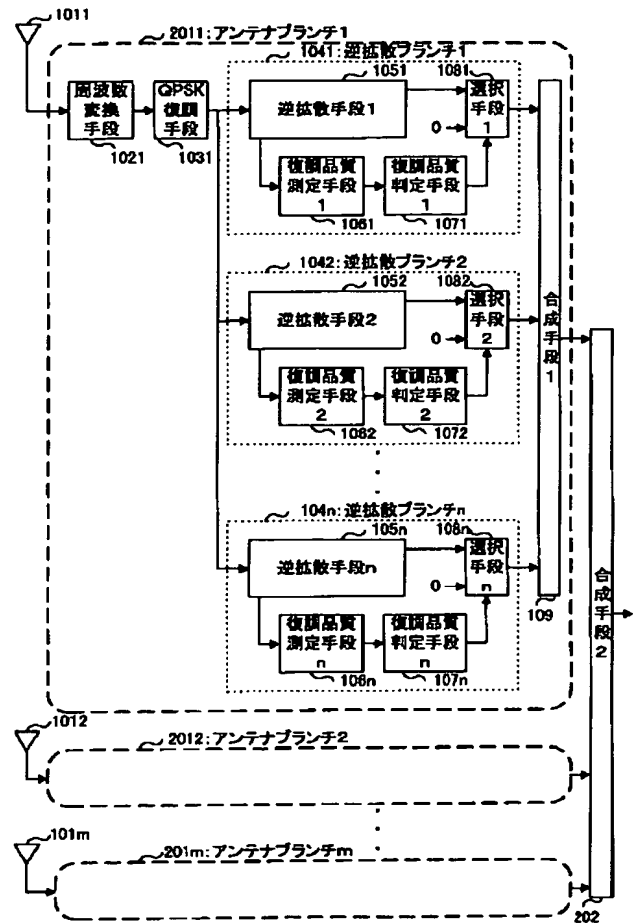 1011
2011:アンテナブランチ1
1041:逆拡散ブランチ1
1051
1081
周波数
変換
手段
QPSK
復調
手段
逆拡散手段1
選択
手段
1
0
1021
1031
復調品質
測定手段
1
復調品質
判定手段
1
1061
1071
1042:逆拡散ブランチ2
1052
1082
逆拡散手段2
選択
手段
2
0
復調品質
測定手段
2
復調品質
判定手段
2
1062
1072
合成手段1
104n:逆拡散ブランチn
105n
108n
逆拡散手段n
選択
手段
n
0
復調品質
測定手段
n
復調品質
判定手段
n
106n
107n
109
合成手段2
1012
2012:アンテナブランチ2
101m
201m:アンテナブランチm
202